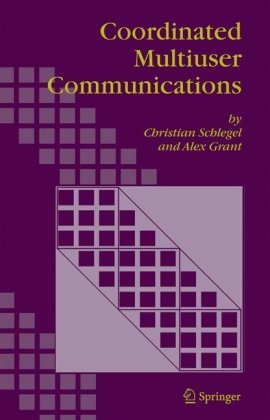 Coordinated
Multiuser
Communications
by
Christian Schlegel
and Alex Grant
Springer